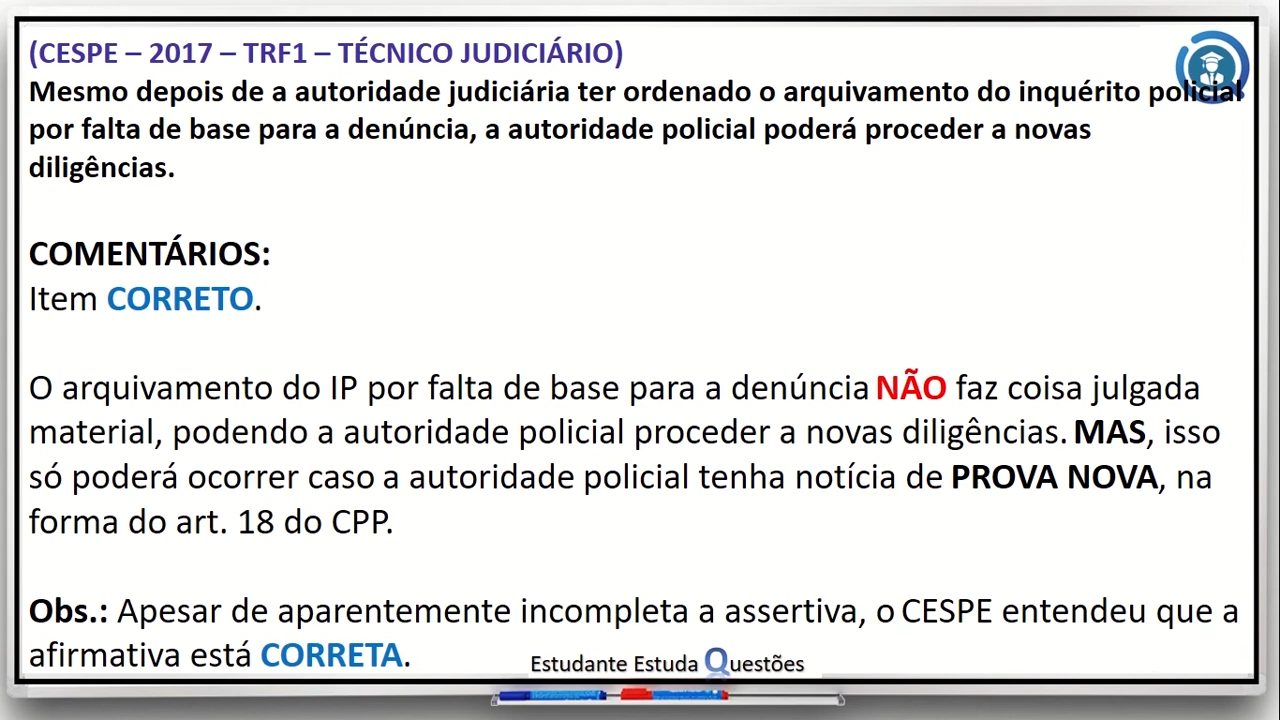 (CESPE – 2017 – TRF1 – TÉCNICO JUDICIÁRIO)
Mesmo depois de a autoridade judiciária ter ordenado o arquivamento do inquérito policial
por falta de base para a denúncia, a autoridade policial poderá proceder a novas
diligências.
COMENTÁRIOS:
Item CORRETO.
O arquivamento do IP por falta de base para a denúncia NÃO faz coisa julgada
material, podendo a autoridade policial proceder a novas diligências. MAS, isso
só poderá ocorrer caso a autoridade policial tenha notícia de PROVA NOVA, na
forma do art. 18 do CPP.
Obs.: Apesar de aparentemente incompleta a assertiva, o CESPE entendeu que a
afirmativa está CORRETA.
Estudante Estuda Questões